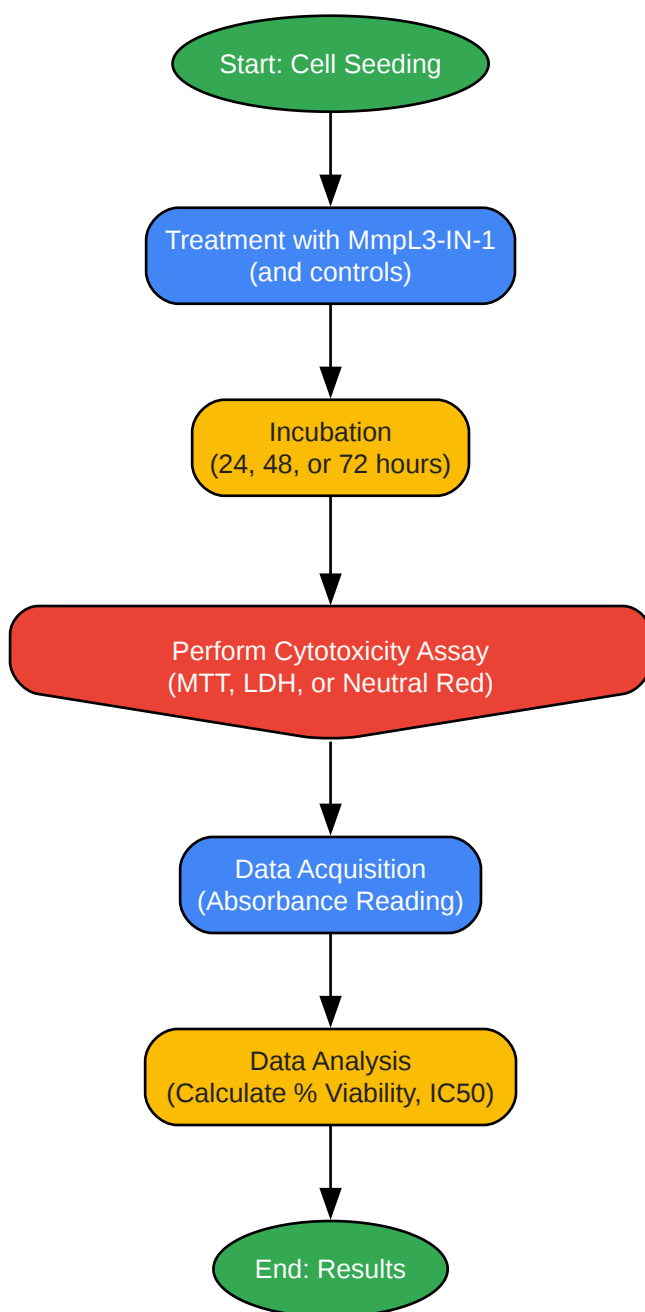 Start: Cell Seeding
Treatment with MmpL3-IN-1
(and controls)
Incubation
(24, 48, or 72 hours)
Perform Cytotoxicity Assay
(MTT, LDH, or Neutral Red)
Data Acquisition
(Absorbance Reading)
Data Analysis
(Calculate % Viability, IC50)
End: Results